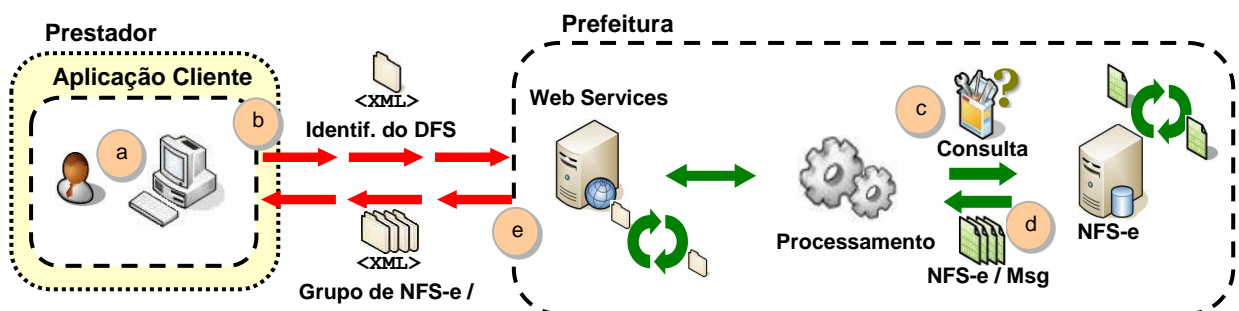 Prestador
Prefeitura
Aplicação Cliente
a
b
<XML>
Identif. do DFS
<XML>
Grupo de NFS-e /
Web Services
e
Processamento
c
?
Consulta
d
NFS-e / Msg
NFS-e